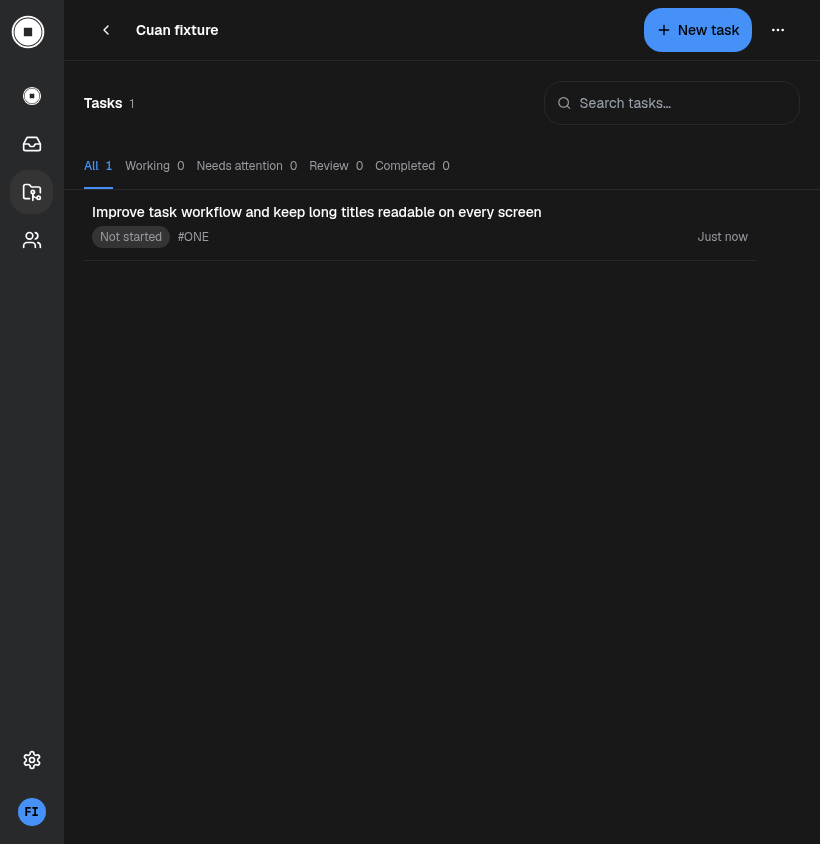 Cuan fixture
New task
Tasks 1
Search tasks...
All 1 Working 0 Needs attention 0 Review 0 Completed 0
Improve task workflow and keep long titles readable on every screen
Not started #ONE Just now
FI